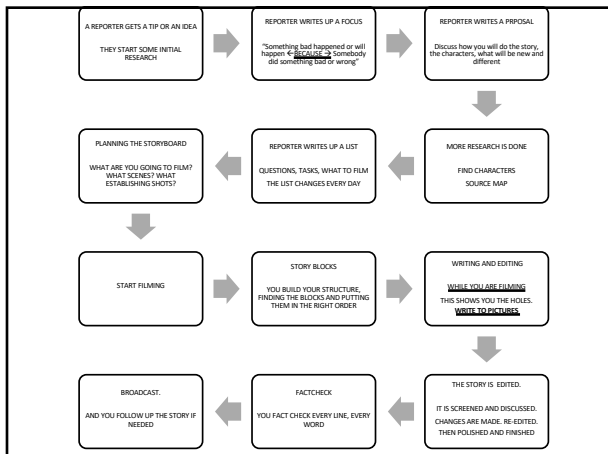 A REPORTER GETS A TIP OR AN IDEA
THEY START SOME INITIAL
RESEARCH
REPORTER WRITES UP A FOCUS
"Something bad happened or will
happen ←BECAUSE → Somebody
did something bad or wrong"
REPORTER WRITES A PRPOSAL
Discuss how you will do the story,
the characters, what will be new and
different
MORE RESEARCH IS DONE
FIND CHARACTERS
SOURCE MAP
REPORTER WRITES UP A LIST
QUESTIONS, TASKS, WHAT TO FILM
THE LIST CHANGES EVERY DAY
PLANNING THE STORYBOARD
WHAT ARE YOU GOING TO FILM?
WHAT SCENES? WHAT
ESTABLISHING SHOTS?
START FILMING
STORY BLOCKS
YOU BUILD YOUR STRUCTURE,
FINDING THE BLOCKS AND PUTTING
THEM IN THE RIGHT ORDER
WRITING AND EDITING
WHILE YOU ARE FILMING
THIS SHOWS YOU THE HOLES.
WRITE TO PICTURES
THE STORY IS EDITED.
IT IS SCREENED AND DISCUSSED.
CHANGES ARE MADE. RE-EDITED.
THEN POLISHED AND FINISHED
FACTCHECK
YOU FACT CHECK EVERY LINE, EVERY
WORD
BROADCAST.
AND YOU FOLLOW UP THE STORY IF
NEEDED